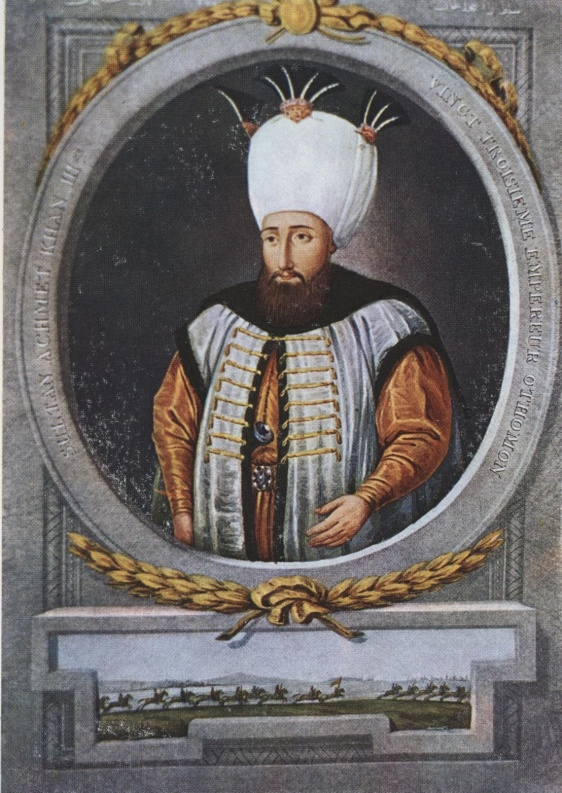 SULTAN ACHMET KHAN III
VINGT TROISIEME EMPEREUR OTHOMON